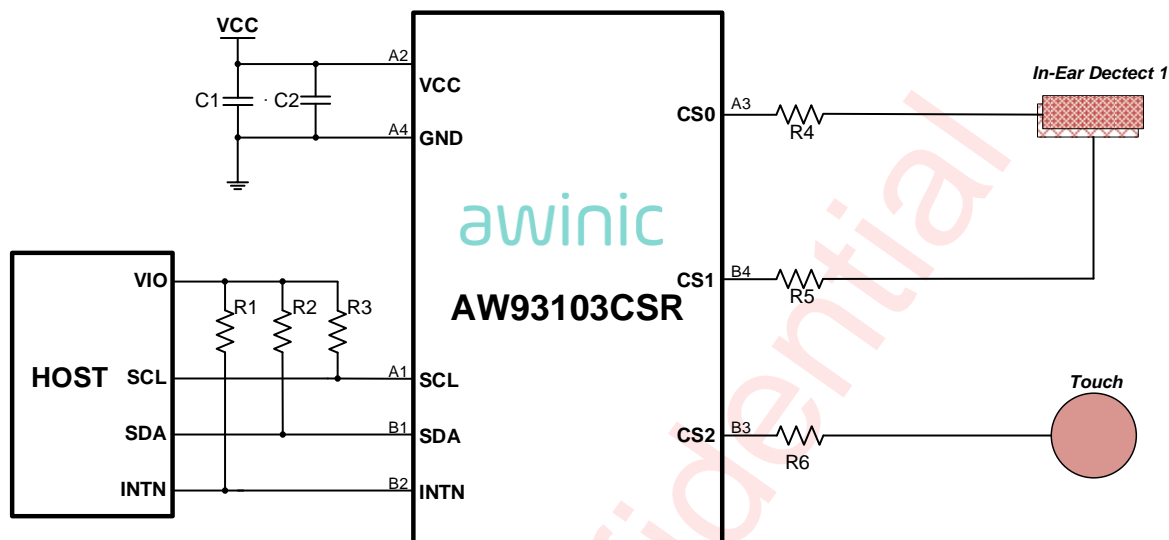 VCC
A2
VCC
C1
C2
A4
GND
In-Ear Dectect 1
CS0
A3
R4
awinic
AW93103CSR
CS1
B4
R5
VIO
R1
R2
R3
HOST
SCL
A1
SCL
SDA
B1
SDA
INTN
B2
INTN
Touch
CS2
B3
R6
fidential